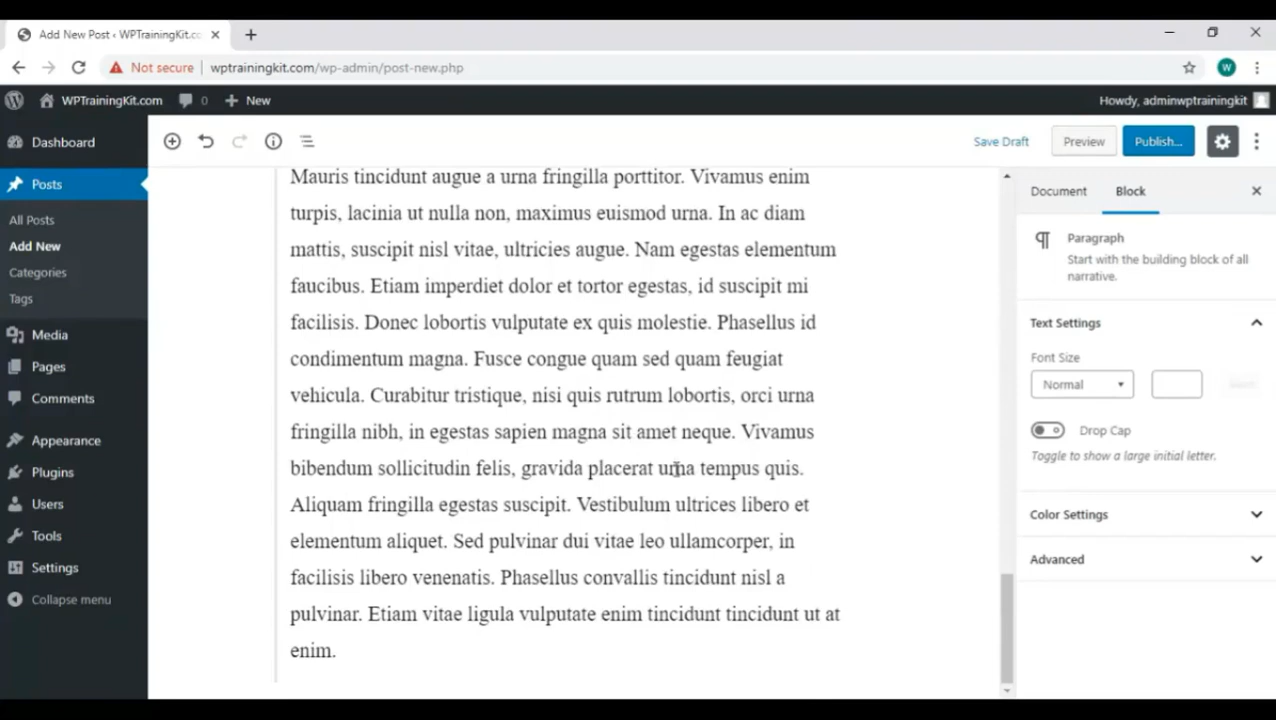 Add New Post ‹ WPTrainingKit.co
Not secure | wptrainingkit.com/wp-admin/post-new.php
W
WPTrainingKit.com 0 New
Howdy, adminwptrainingkit
Dashboard
Posts
All Posts
Add New
Categories
Tags
Media
Pages
Comments
Appearance
Plugins
Users
Tools
Settings
Collapse menu
Save Draft
Preview
Publish...
Mauris tincidunt augue a urna fringilla porttitor. Vivamus enim
turpis, lacinia ut nulla non, maximus euismod urna. In ac diam
mattis, suscipit nisl vitae, ultricies augue. Nam egestas elementum
faucibus. Etiam imperdiet dolor et tortor egestas, id suscipit mi
facilisis. Donec lobortis vulputate ex quis molestie. Phasellus id
condimentum magna. Fusce congue quam sed quam feugiat
vehicula. Curabitur tristique, nisi quis rutrum lobortis, orci urna
fringilla nibh, in egestas sapien magna sit amet neque. Vivamus
bibendum sollicitudin felis, gravida placerat urna tempus quis.
Aliquam fringilla egestas suscipit. Vestibulum ultrices libero et
elementum aliquet. Sed pulvinar dui vitae leo ullamcorper, in
facilisis libero venenatis. Phasellus convallis tincidunt nisl a
pulvinar. Etiam vitae ligula vulputate enim tincidunt tincidunt ut at
enim.
Document
Block
Paragraph
Start with the building block of all
narrative.
Text Settings
Font Size
Normal
Drop Cap
Toggle to show a large initial letter.
Color Settings
Advanced